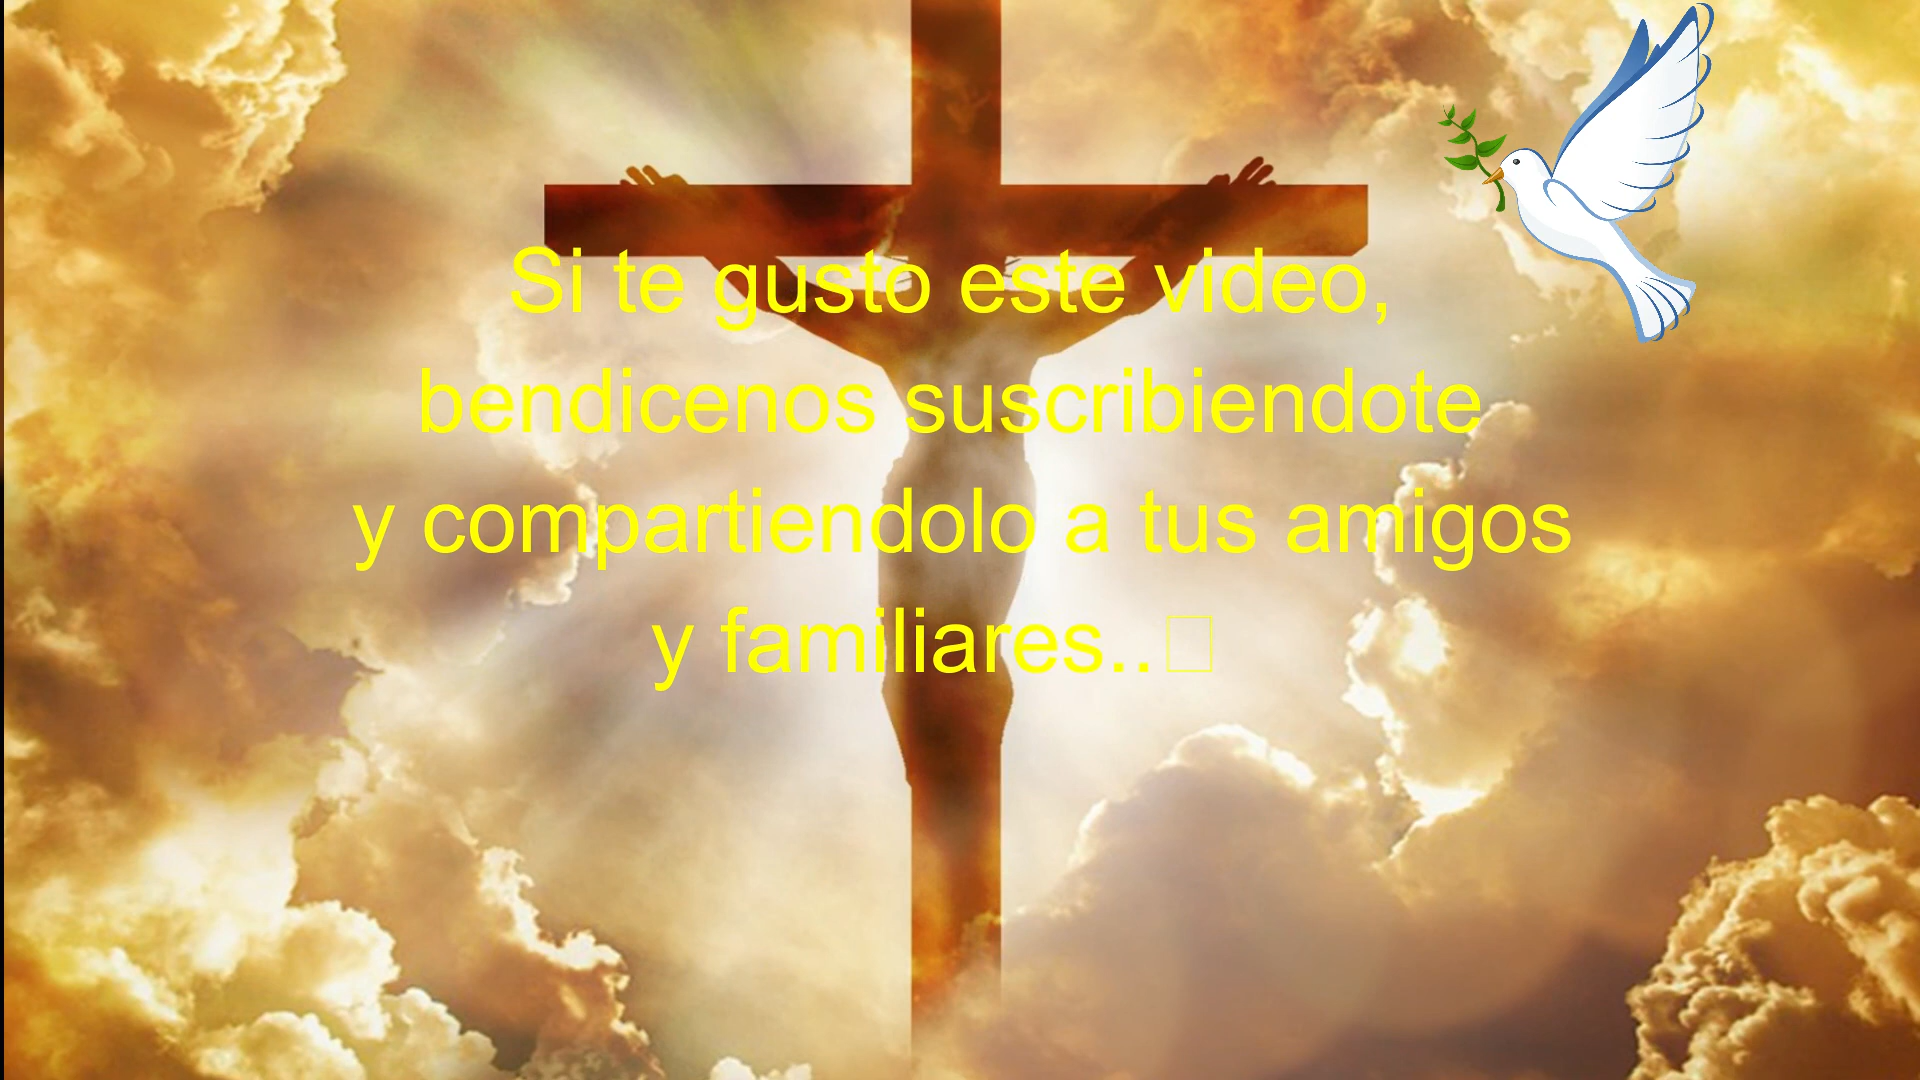 Si te gusto este video,
bendicenos suscribiendote
y compartiendolo a tus amigos
y familiares..